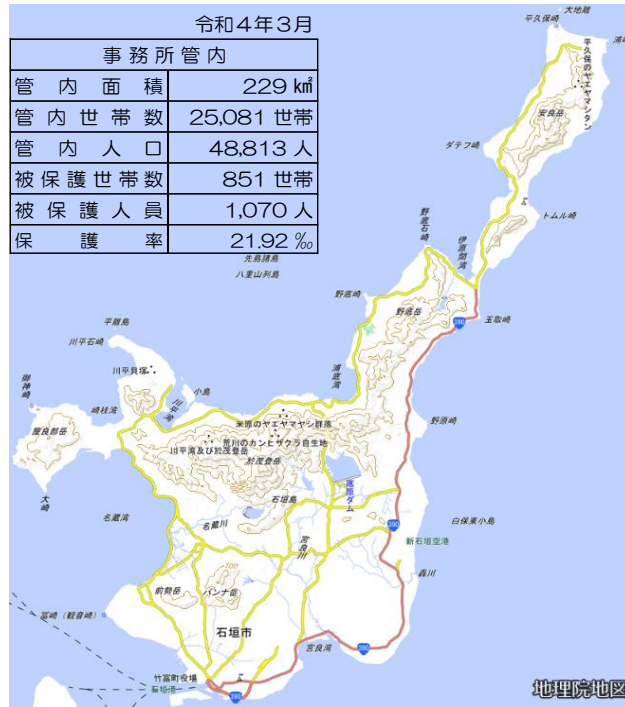 令和4年3月
事務所管内
管内面積 229 ㎢
管内世帯数 25,081 世帯
管内人口 48,813 人
被保護世帯数 851 世帯
被保護人員 1,070 人
保護率 21.92 ‰
大地離
平久保崎
浦崎
平久保のヤエヤマシタン
安良岳
ダテフ崎
トムル崎
野底石崎
伊原間湾
先島諸島
八重山列島
野底崎
野底岳
390
玉取崎
平離島
川平石崎
浦底湾
川平貝塚
小島
川平湾
御神崎
崎枝湾
屋良部岳
米原のヤエヤマヤシ群落
荒川のカンヒザクラ自生地
川平湾及び於茂登岳
於茂登岳
野原崎
大崎
石垣島
底原ダム
名蔵湾
名蔵川
白保東小島
390
新石垣空港
宮良川
轟川
100
前勢岳
バンナ岳
冨崎（観音崎）
石垣市
宮良湾
390
竹富町役場
石垣港
390
地理院地図